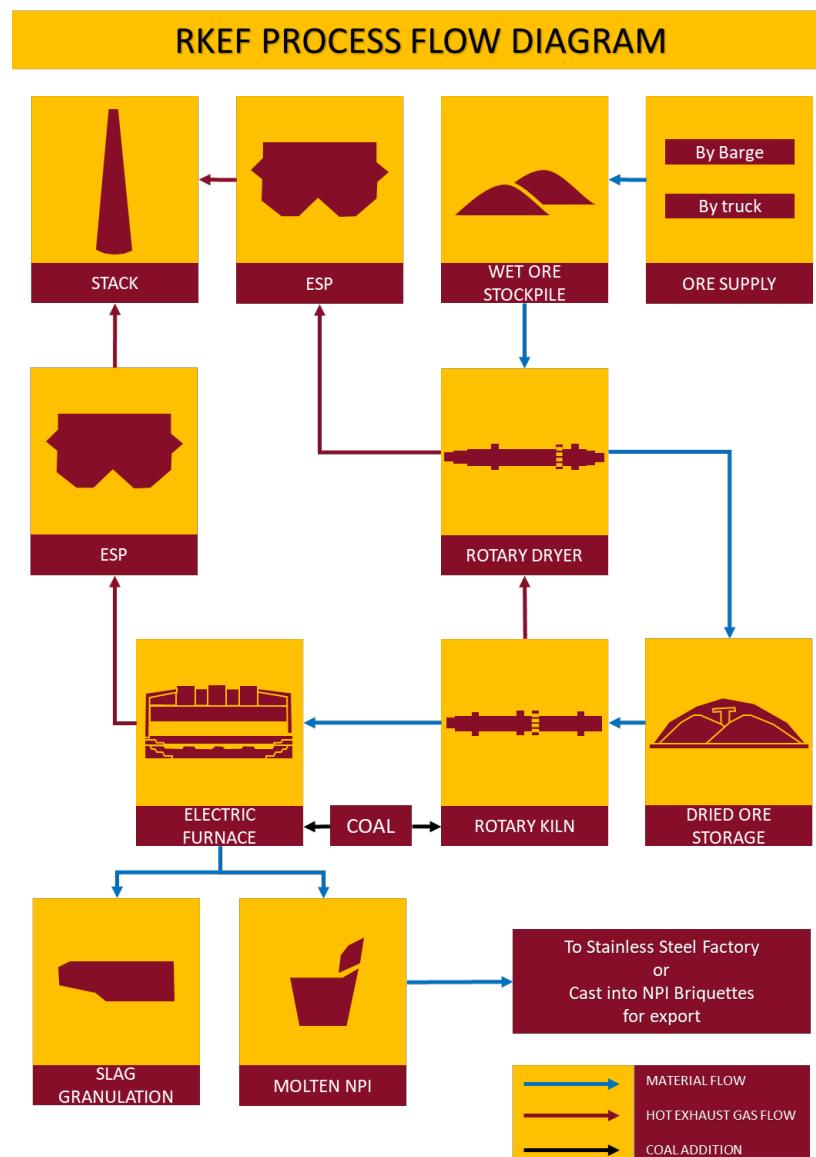 RKEF PROCESS FLOW DIAGRAM
STACK
ESP
WET ORE
STOCKPILE
By Barge
By truck
ORE SUPPLY
ESP
ROTARY DRYER
ELECTRIC
FURNACE
COAL
ROTARY KILN
DRIED ORE
STORAGE
SLAG
GRANULATION
MOLTEN NPI
To Stainless Steel Factory
or
Cast into NPI Briquettes
for export
MATERIAL FLOW
HOT EXHAUST GAS FLOW
COAL ADDITION